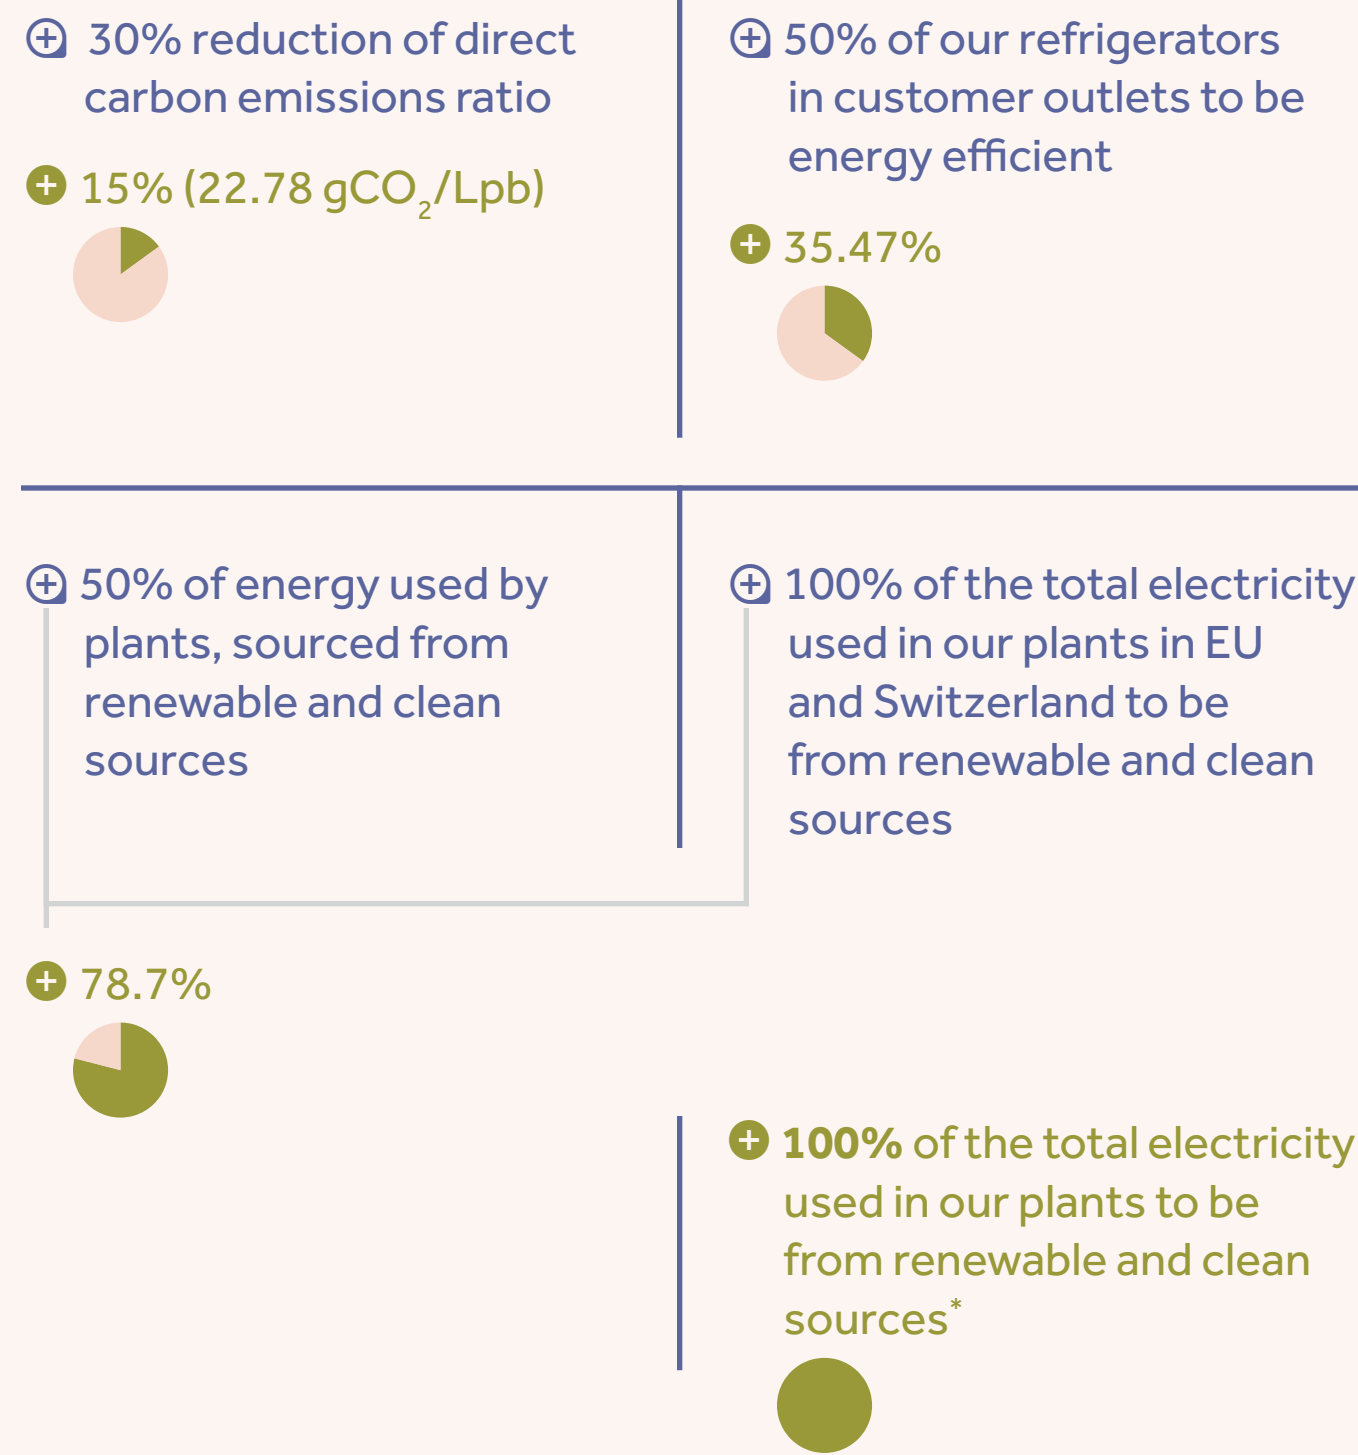 30% reduction of direct
carbon emissions ratio
15% (22.78 gCO₂/Lpb)
50% of our refrigerators
in customer outlets to be
energy efficient
35.47%
50% of energy used by
plants, sourced from
renewable and clean
sources
100% of the total electricity
used in our plants in EU
and Switzerland to be
from renewable and clean
sources
78.7%
100% of the total electricity
used in our plants to be
from renewable and clean
sources*